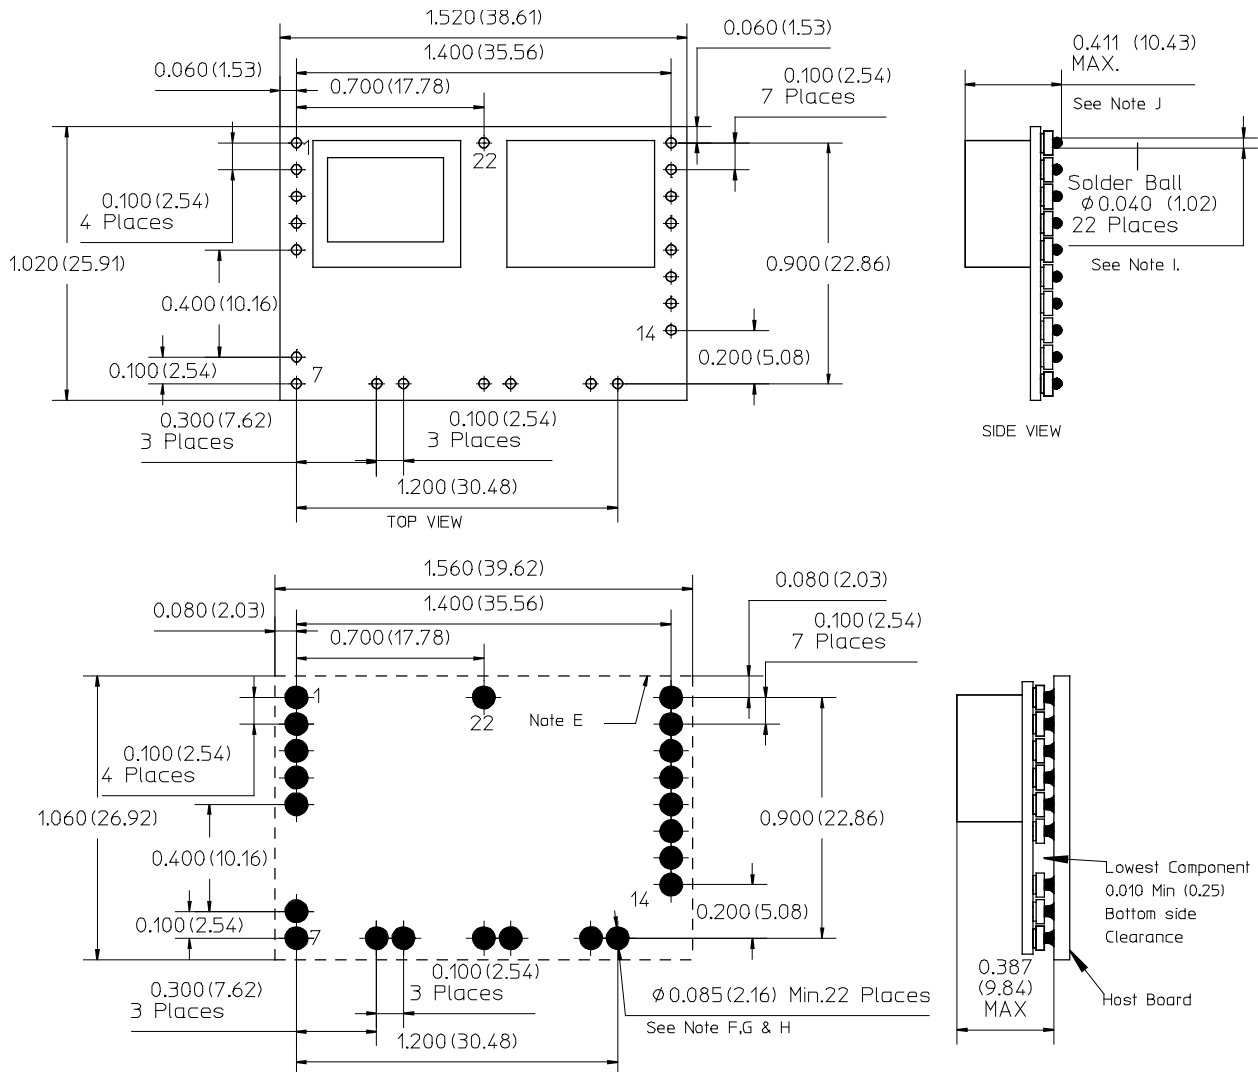 1.520 (38.61)
0.060 (1.53)
1.400 (35.56)
0.060 (1.53)
0.700 (17.78)
0.100 (2.54)
7 Places
0.411 (10.43)
MAX.
See Note J
1
22
0.100 (2.54)
4 Places
Solder Ball
Φ 0.040 (1.02)
22 Places
See Note I.
1.020 (25.91)
0.900 (22.86)
0.400 (10.16)
14
0.200 (5.08)
0.100 (2.54)
7
0.300 (7.62)
3 Places
0.100 (2.54)
3 Places
SIDE VIEW
1.200 (30.48)
TOP VIEW
1.560 (39.62)
0.080 (2.03)
0.080 (2.03)
1.400 (35.56)
0.700 (17.78)
0.100 (2.54)
7 Places
1
22
Note E
0.100 (2.54)
4 Places
1.060 (26.92)
0.900 (22.86)
0.400 (10.16)
14
Lowest Component
0.010 Min (0.25)
Bottom side
Clearance
0.200 (5.08)
0.100 (2.54)
7
0.100 (2.54)
3 Places
0.300 (7.62)
3 Places
Φ 0.085 (2.16) Min.22 Places
See Note F,G & H
0.387
(9.84)
MAX
Host Board
1.200 (30.48)